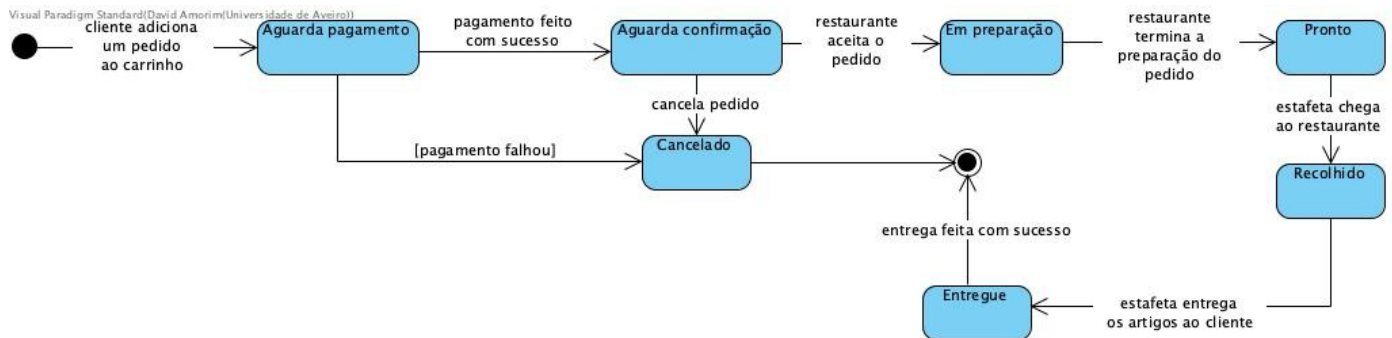 Visual Paradigm Standard(David Amorim(Universidade de Aveiro))
cliente adiciona
um pedido
ao carrinho
Aguarda pagamento
pagamento feito
com sucesso
Aguarda confirmação
restaurante
aceita o
pedido
Em preparação
restaurante
termina a
preparação do
pedido
Pronto
cancela pedido
estafeta chega
ao restaurante
[pagamento falhou]
Cancelado
Recolhido
entrega feita com sucesso
Entregue
estafeta entrega
os artigos ao cliente